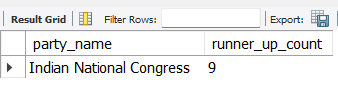 Result Grid Filter Rows: Export:
party_name runner_up_count
Indian National Congress 9